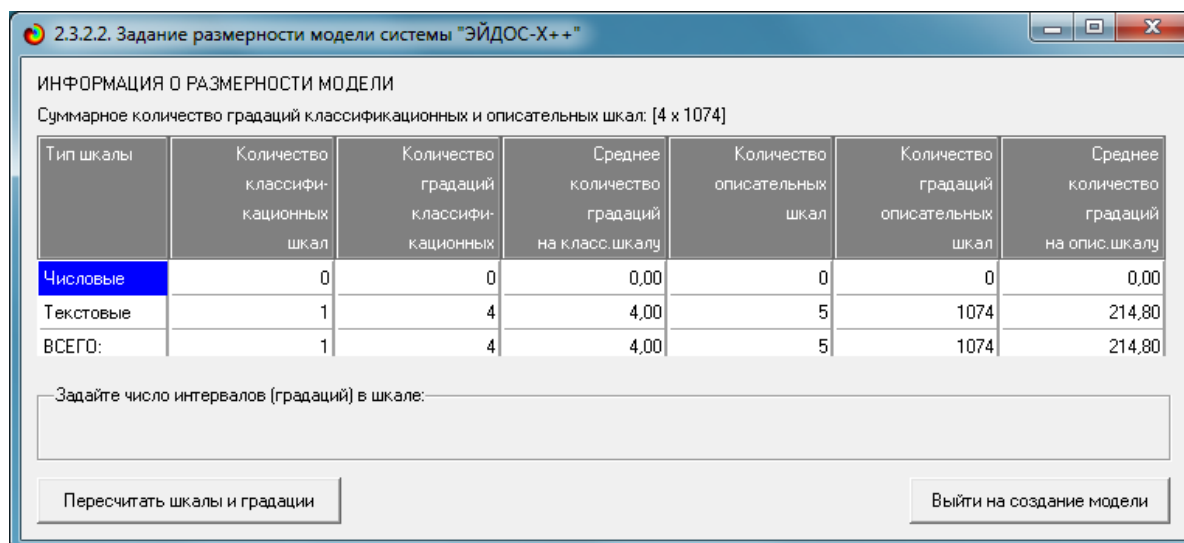 2.3.2.2. Задание размерности модели системы "ЭЙДОС-X++"
ИНФОРМАЦИЯ О РАЗМЕРНОСТИ МОДЕЛИ
Суммарное количество градаций классификационных и описательных шкал: [4 x 1074]
Тип шкалы Количество Количество Среднее Количество Количество Среднее
классифи- градаций количество описательных градаций количество
кационных классифи- градаций шкал описательных градаций
шкал кационных на класс.шкалу шкал на опис.шкалу
Числовые 0 0 0,00 0 0 0,00
Текстовые 1 4 4,00 5 1074 214,80
ВСЕГО: 1 4 4,00 5 1074 214,80
Задайте число интервалов (градаций) в шкале:
Пересчитать шкалы и градации Выйти на создание модели